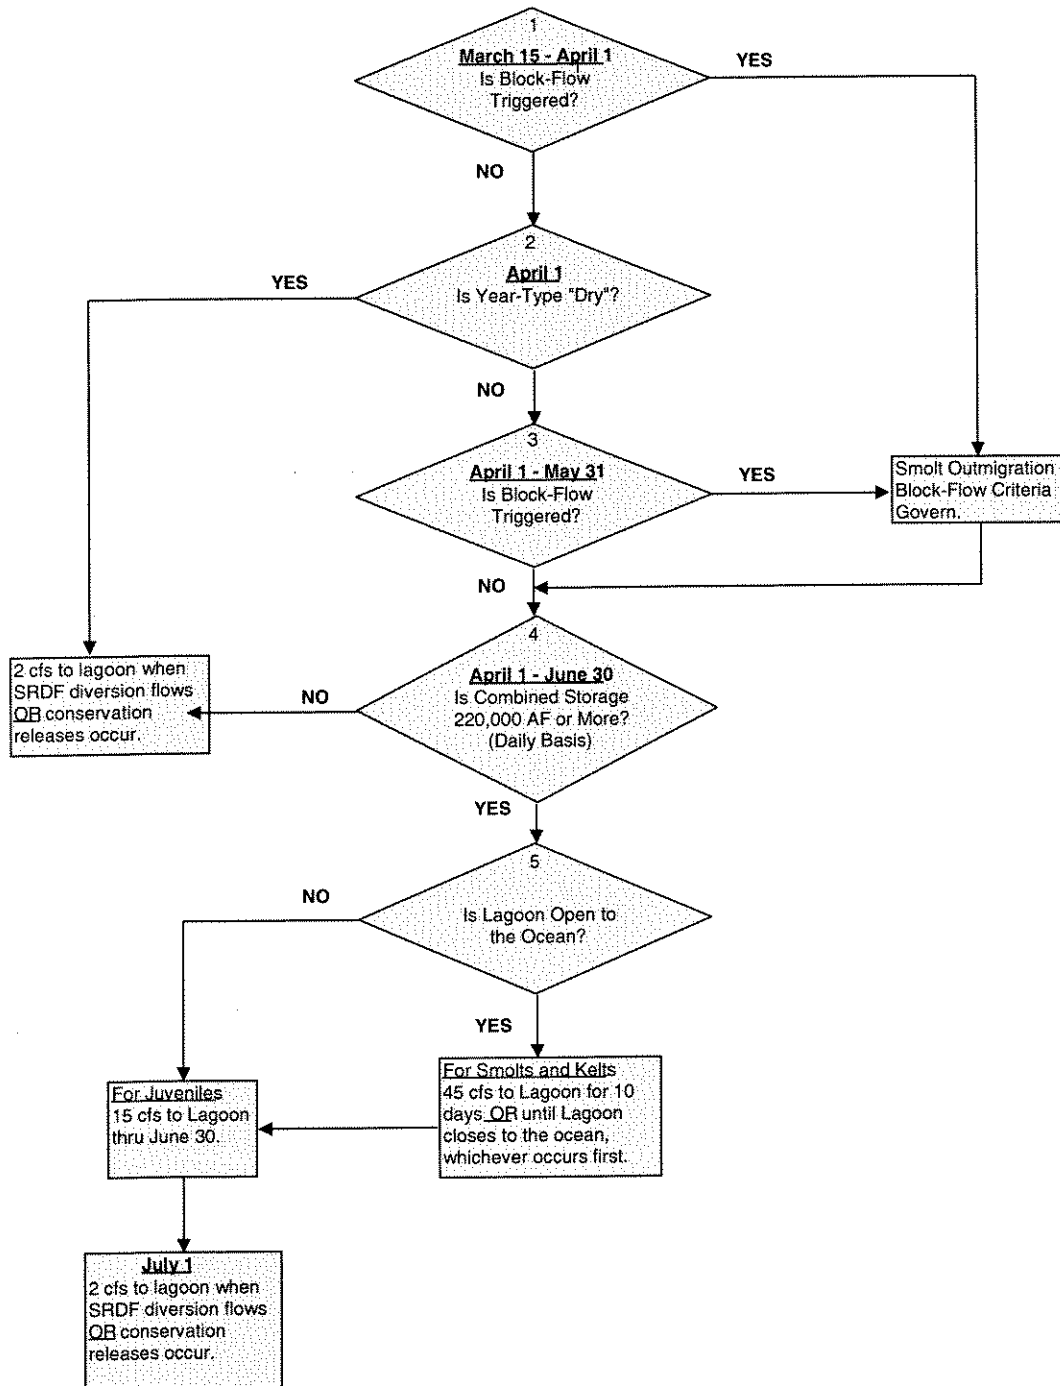 1
March 15 - April 1
Is Block-Flow
Triggered?
YES
NO
2
April 1
Is Year-Type "Dry"?
YES
NO
3
April 1 - May 31
Is Block-Flow
Triggered?
YES
Smolt Outmigration
Block-Flow Criteria
Govern.
NO
4
April 1 - June 30
Is Combined Storage
220,000 AF or More?
(Daily Basis)
NO
2 cfs to lagoon when
SRDF diversion flows
OR conservation
releases occur.
YES
5
Is Lagoon Open to
the Ocean?
NO
YES
For Smolts and Kelts
45 cfs to Lagoon for 10
days OR until Lagoon
closes to the ocean,
whichever occurs first.
For Juveniles
15 cfs to Lagoon
thru June 30.
July 1
2 cfs to lagoon when
SRDF diversion flows
OR conservation
releases occur.